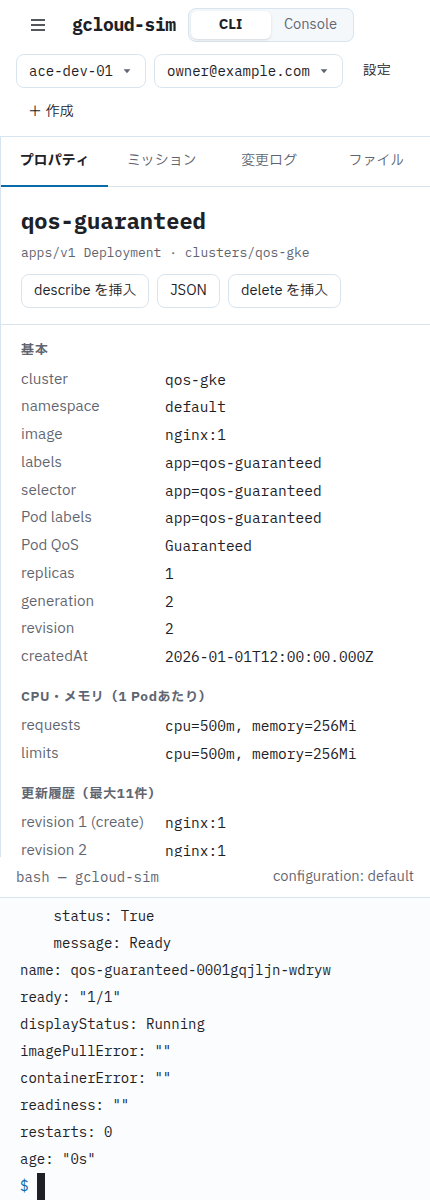 gcloud-sim CLI Console
ace-dev-01 owner@example.com 設定
＋ 作成
プロパティ ミッション 変更ログ ファイル
qos-guaranteed
apps/v1 Deployment · clusters/qos-gke
describe を挿入 JSON delete を挿入
基本
cluster qos-gke
namespace default
image nginx:1
labels app=qos-guaranteed
selector app=qos-guaranteed
Pod labels app=qos-guaranteed
Pod QoS Guaranteed
replicas 1
generation 2
revision 2
createdAt 2026-01-01T12:00:00.000Z
CPU・メモリ（1 Podあたり）
requests cpu=500m, memory=256Mi
limits cpu=500m, memory=256Mi
更新履歴（最大11件）
revision 1 (create) nginx:1
revision 2 nginx:1
bash — gcloud-sim configuration: default
status: True
message: Ready
name: qos-guaranteed-0001gqjljn-wdryw
ready: "1/1"
displayStatus: Running
imagePullError: ""
containerError: ""
readiness: ""
restarts: 0
age: "0s"
$